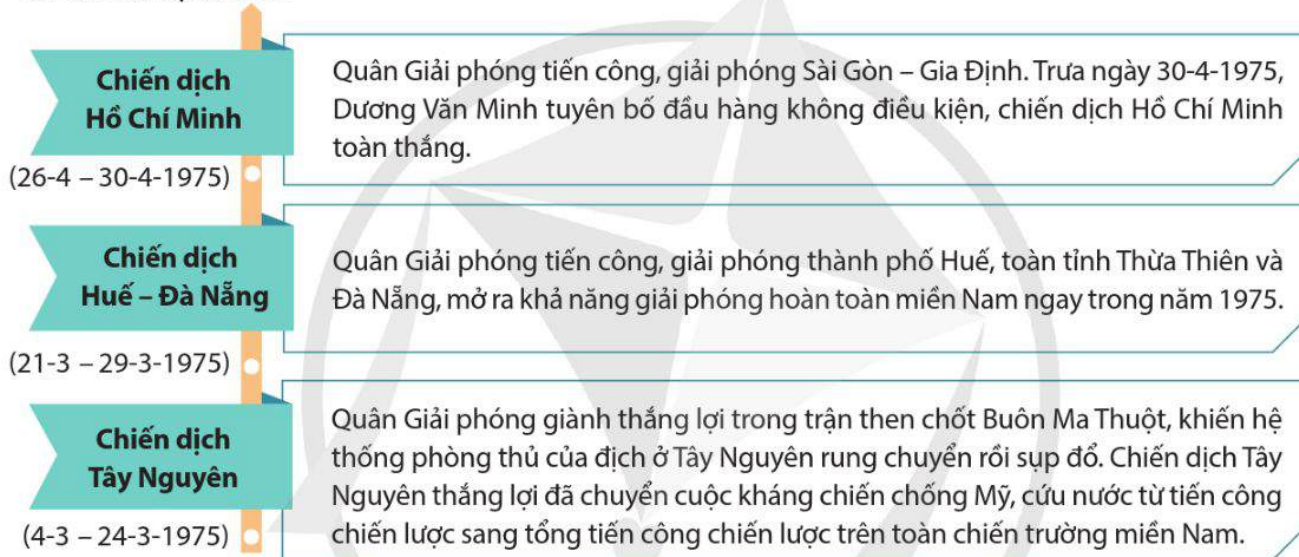 Chiến dịch
Hồ Chí Minh
(26-4 – 30-4-1975)
Quân Giải phóng tiến công, giải phóng Sài Gòn – Gia Định. Trưa ngày 30-4-1975,
Dương Văn Minh tuyên bố đầu hàng không điều kiện, chiến dịch Hồ Chí Minh
toàn thắng.
Chiến dịch
Huế – Đà Nẵng
(21-3 – 29-3-1975)
Quân Giải phóng tiến công, giải phóng thành phố Huế, toàn tỉnh Thừa Thiên và
Đà Nẵng, mở ra khả năng giải phóng hoàn toàn miền Nam ngay trong năm 1975.
Chiến dịch
Tây Nguyên
(4-3 – 24-3-1975)
Quân Giải phóng giành thắng lợi trong trận then chốt Buôn Ma Thuột, khiến hệ
thống phòng thủ của địch ở Tây Nguyên rung chuyển rồi sụp đổ. Chiến dịch Tây
Nguyên thắng lợi đã chuyển cuộc kháng chiến chống Mỹ, cứu nước từ tiến công
chiến lược sang tổng tiến công chiến lược trên toàn chiến trường miền Nam.